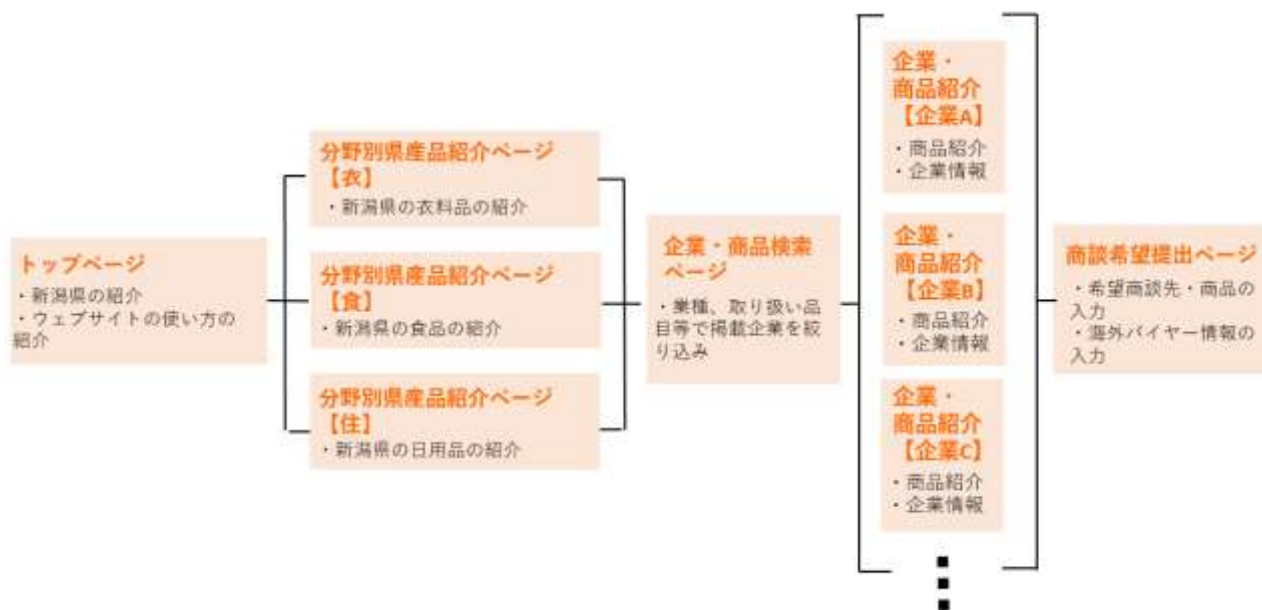 トップページ
・新潟県の紹介
・ウェブサイトの使い方の
紹介
分野別県産品紹介ページ
【衣】
・新潟県の衣料品の紹介
分野別県産品紹介ページ
【食】
・新潟県の食品の紹介
分野別県産品紹介ページ
【住】
・新潟県の日用品の紹介
企業・商品検索
ページ
・業種、取り扱い品
目等で掲載企業を絞
り込み
企業・
商品紹介
【企業A】
・商品紹介
・企業情報
企業・
商品紹介
【企業B】
・商品紹介
・企業情報
企業・
商品紹介
【企業C】
・商品紹介
・企業情報
商談希望提出ページ
・希望商談先・商品の
入力
・海外バイヤー情報の
入力